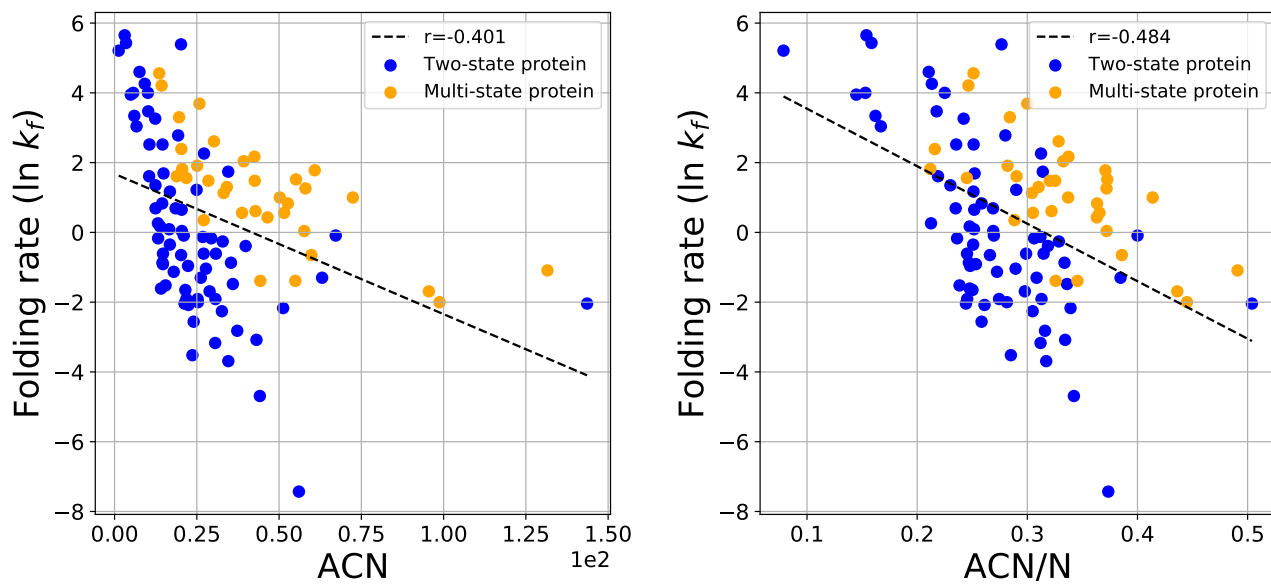 6
4
2
0
−2
−4
−6
−8
Folding rate (ln k_f)
0.00
0.25
0.50
0.75
1.00
1.25
1.50
1e2
ACN
r=-0.401
Two-state protein
Multi-state protein
6
4
2
0
−2
−4
−6
−8
Folding rate (ln k_f)
0.1
0.2
0.3
0.4
0.5
ACN/N
r=-0.484
Two-state protein
Multi-state protein